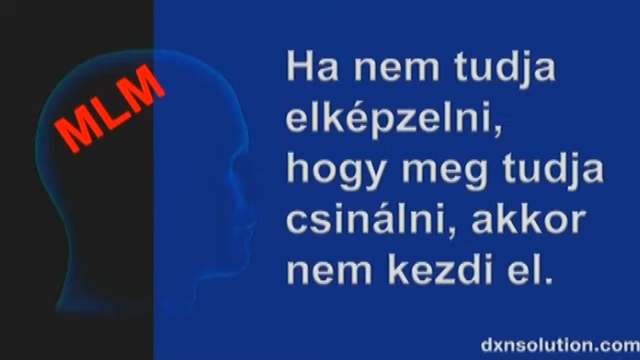 MLM
Ha nem tudja
elképzelni,
hogy meg tudja
csinálni, akkor
nem kezdi el.
dxnsolution.com